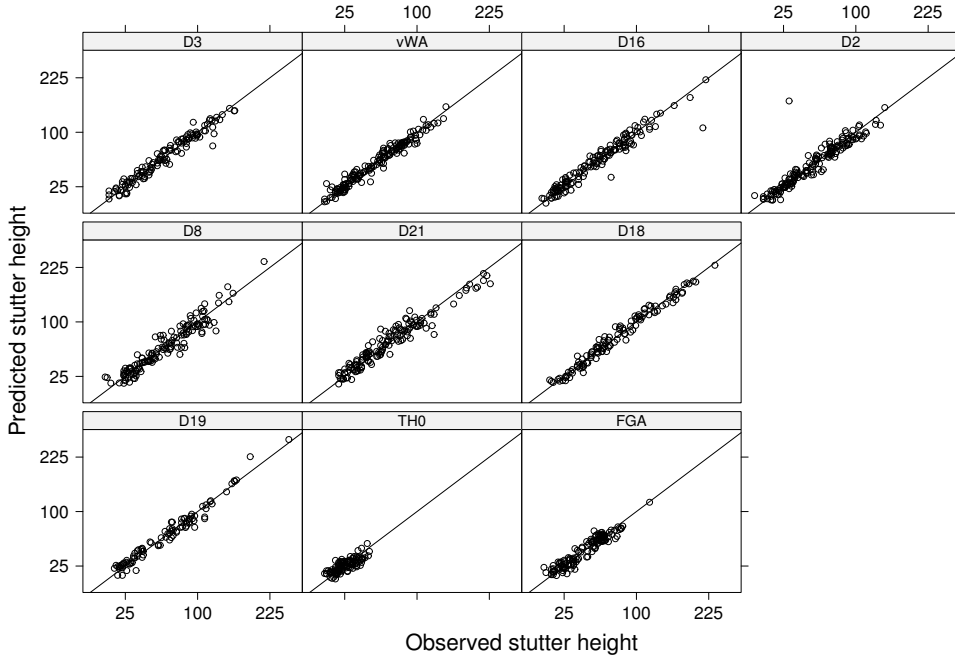 25 100 225 25 100 225
D3 vWA D16 D2
225
100
25
D8 D21 D18
225
100
25
D19 TH0 FGA
225
100
25
25 100 225 25 100 225
Predicted stutter height
Observed stutter height